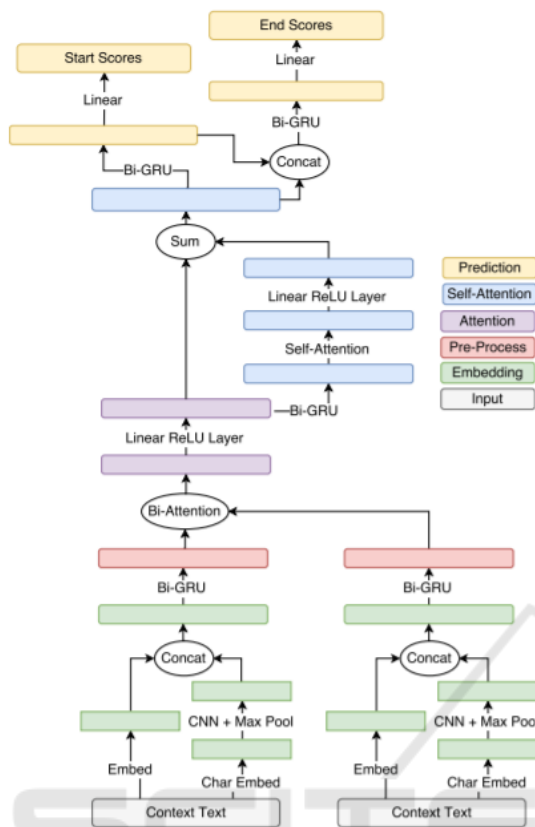 End Scores
Start Scores
Linear
Linear
Bi-GRU
Concat
Bi-GRU
Sum
Prediction
Linear ReLU Layer
Self-Attention
Attention
Self-Attention
Pre-Process
Embedding
Bi-GRU
Input
Linear ReLU Layer
Bi-Attention
Bi-GRU
Bi-GRU
Concat
Concat
CNN + Max Pool
CNN + Max Pool
Embed
Char Embed
Embed
Char Embed
Context Text
Context Text